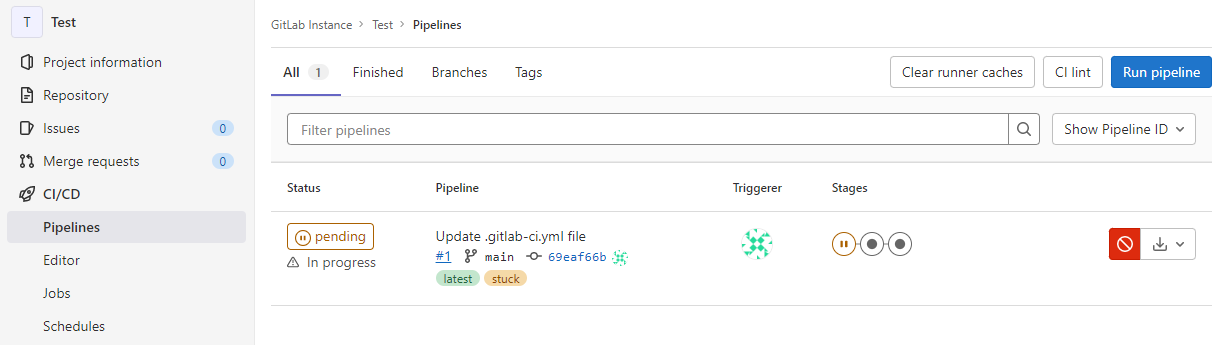 T Test
Project information
Repository
Issues 0
Merge requests 0
CI/CD
Pipelines
Editor
Jobs
Schedules
GitLab Instance > Test > Pipelines
All 1 Finished Branches Tags Clear runner caches CI lint Run pipeline
Filter pipelines Show Pipeline ID
Status Pipeline Triggerer Stages
pending Update .gitlab-ci.yml file
In progress #1 main 69eaf66b
latest stuck